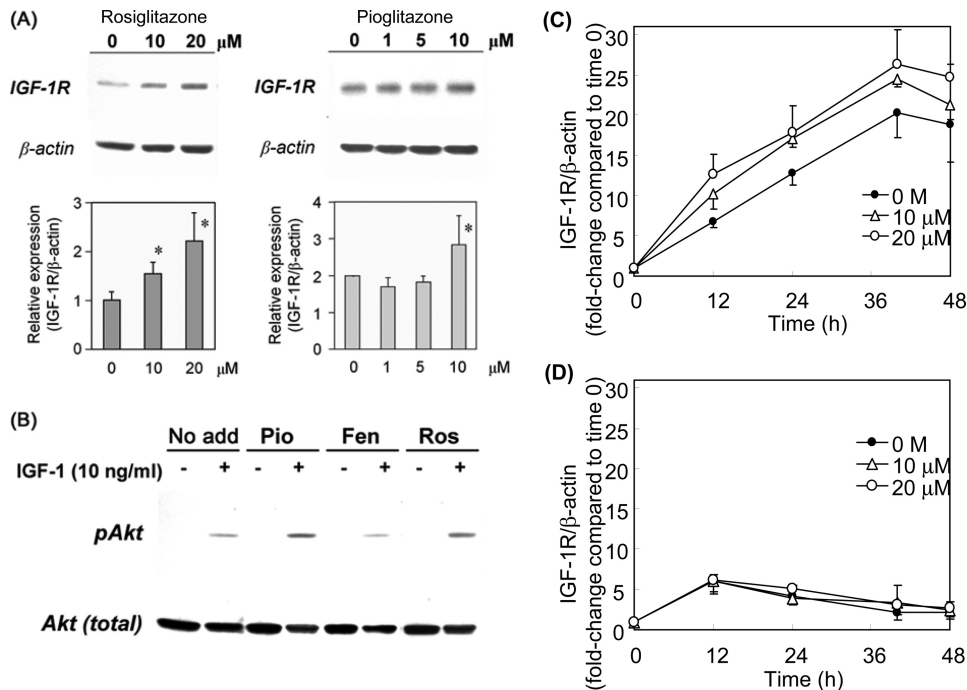 (A)
Rosiglitazone
0 10 20 μM
IGF-1R
β-actin
Relative expression
(IGF-1R/β-actin)
3
2
1
0
*
*
0 10 20 μM
Pioglitazone
0 1 5 10 μM
IGF-1R
β-actin
Relative expression
(IGF-1R/β-actin)
4
3
2
1
0
*
0 1 5 10 μM
(B)
No add Pio Fen Ros
IGF-1 (10 ng/ml) - + - + - + - +
pAkt
Akt (total)
(C)
IGF-1R/β-actin
(fold-change compared to time 0)
30
25
20
15
10
5
0
0 M
10 μM
20 μM
0 12 24 36 48
Time (h)
(D)
IGF-1R/β-actin
(fold-change compared to time 0)
30
25
20
15
10
5
0
0 M
10 μM
20 μM
0 12 24 36 48
Time (h)